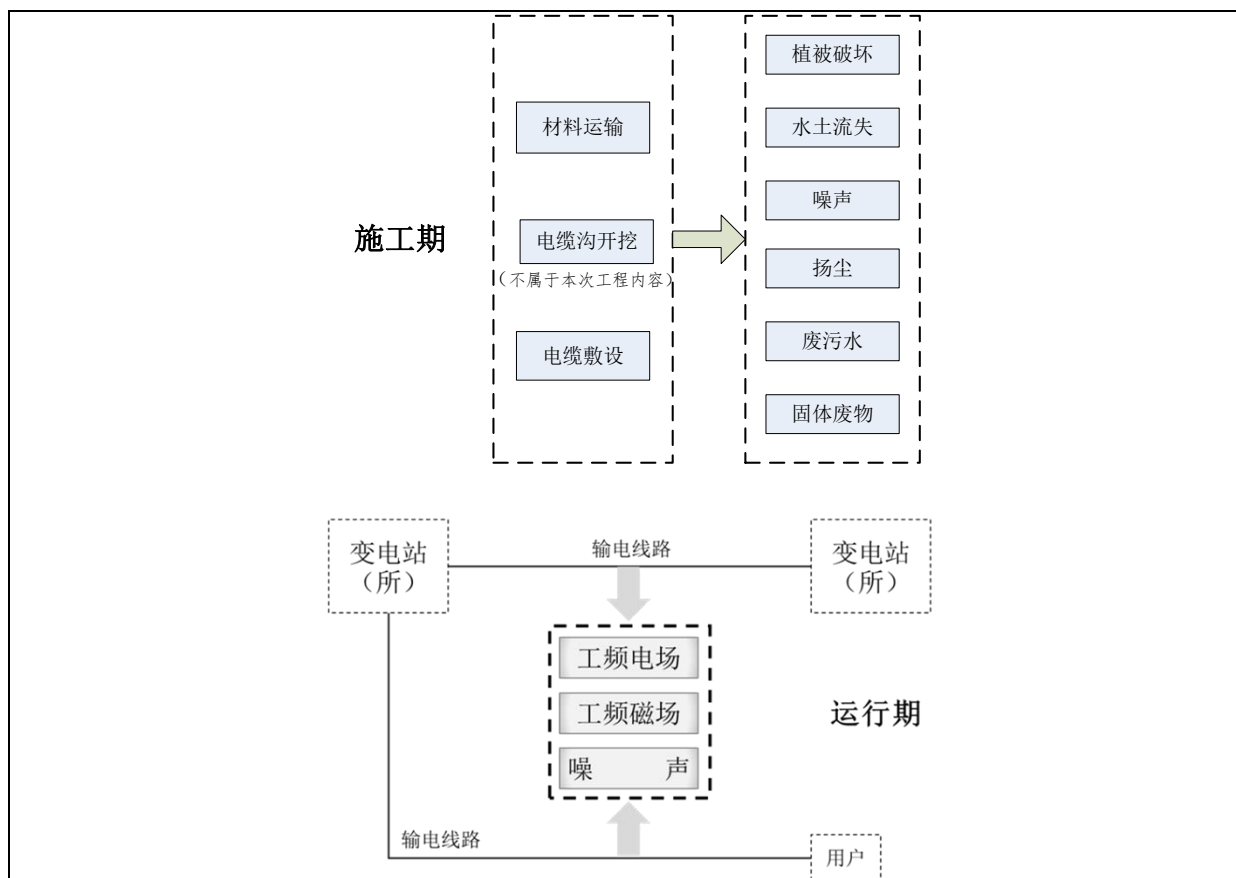 施工期
材料运输
电缆沟开挖
（不属于本次工程内容）
电缆敷设
植被破坏
水土流失
噪声
扬尘
废污水
固体废物
变电站
（所）
输电线路
变电站
（所）
工频电场
工频磁场
噪 声
运行期
输电线路
用户